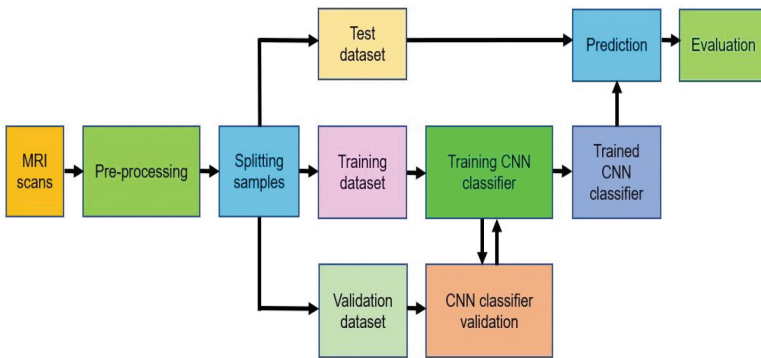 Test
dataset
Prediction
Evaluation
MRI
scans
Pre-processing
Splitting
samples
Training
dataset
Training CNN
classifier
Trained
CNN
classifier
Validation
dataset
CNN classifier
validation